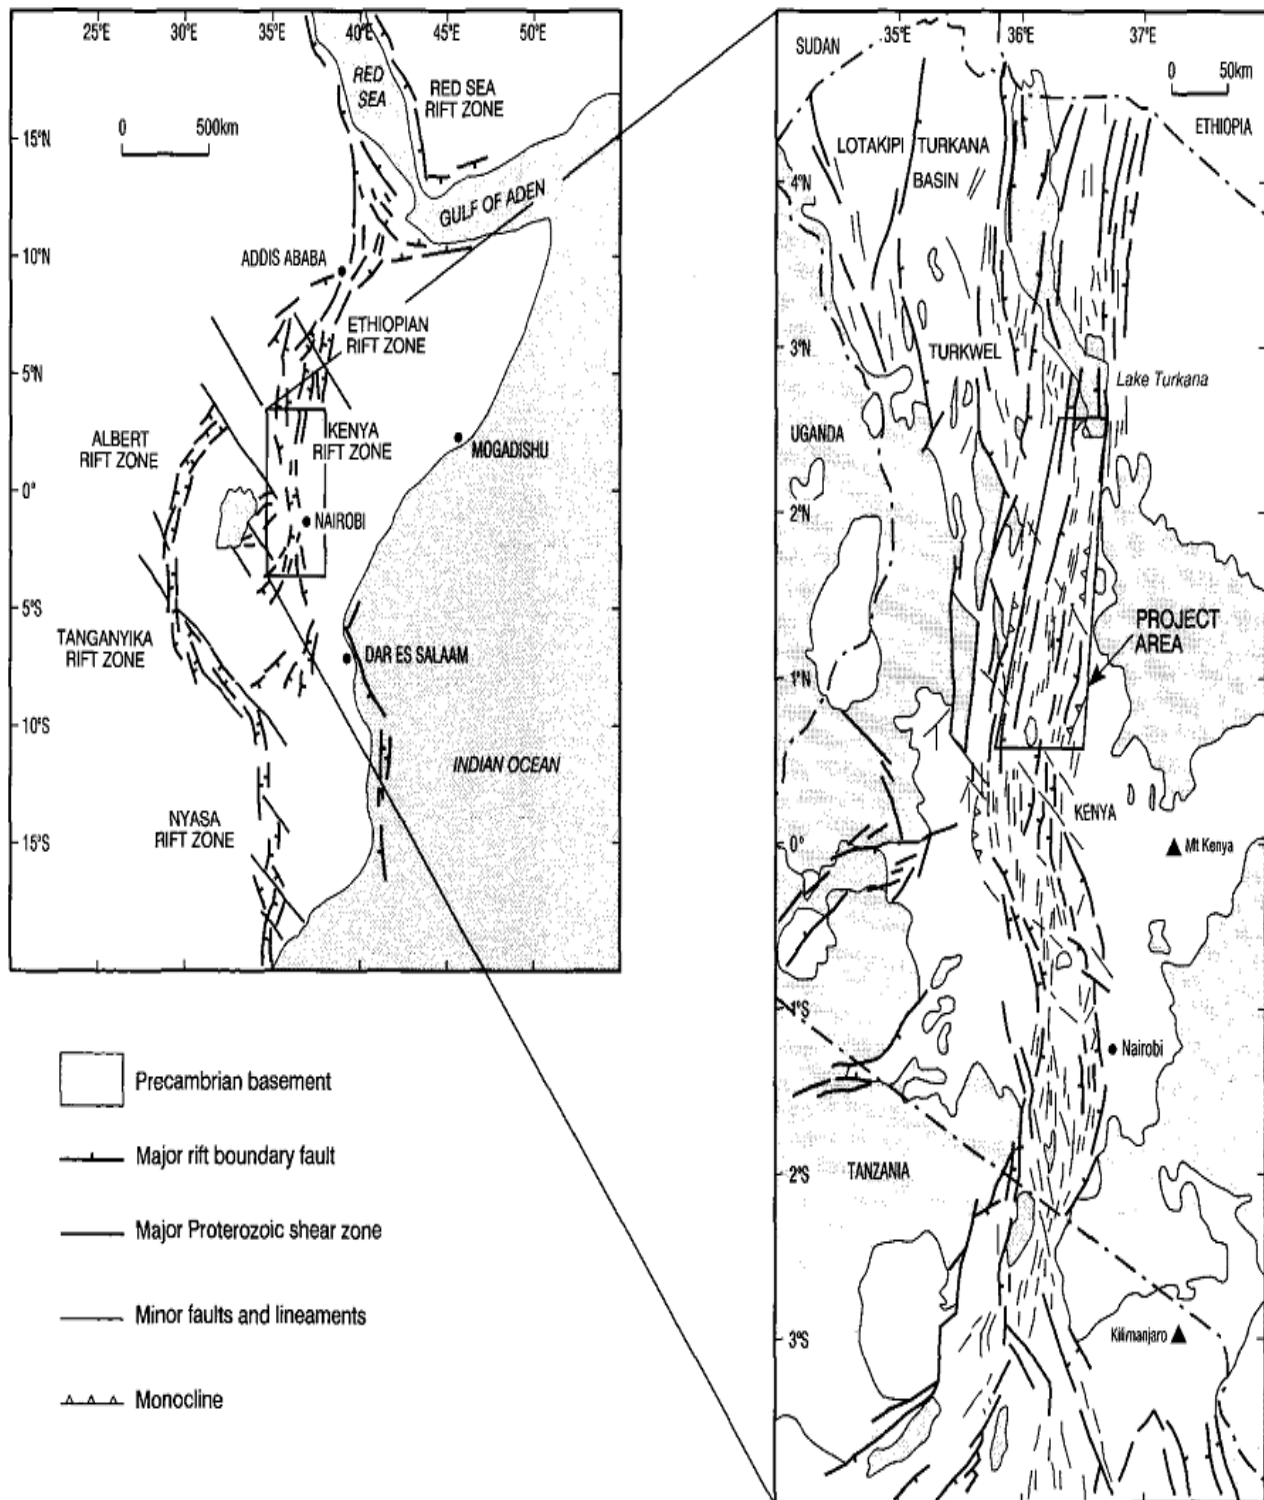 25°E 30°E 35°E 40°E 45°E 50°E
RED
SEA
RED SEA
RIFT ZONE
0 500km
15°N
GULF OF ADEN
10°N
ADDIS ABABA
ETHIOPIAN
RIFT ZONE
5°N
ALBERT
RIFT ZONE
KENYA
RIFT ZONE
MOGADISHU
0°
NAIROBI
5°S
TANGANYIKA
RIFT ZONE
DAR ES SALAAM
10°S
INDIAN OCEAN
NYASA
RIFT ZONE
15°S
Precambrian basement
Major rift boundary fault
Major Proterozoic shear zone
Minor faults and lineaments
Monocline
35°E 36°E 37°E
SUDAN
0 50km
ETHIOPIA
LOTAKIPI TURKANA
BASIN
4°N
3°N
TURKWEL
Lake Turkana
UGANDA
2°N
PROJECT
AREA
1°N
KENYA
0°
Mt Kenya
1°S
Nairobi
TANZANIA
2°S
Kilimanjaro
3°S